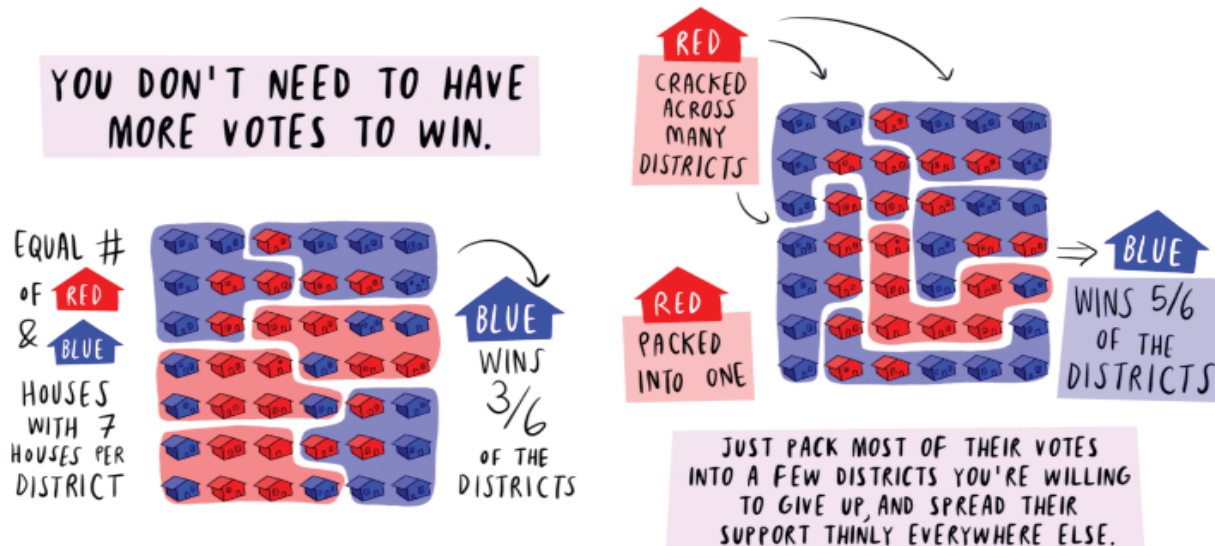 YOU DON'T NEED TO HAVE
MORE VOTES TO WIN.
EQUAL #
OF RED
& BLUE
HOUSES
WITH 7
HOUSES PER
DISTRICT
BLUE
WINS
3/6
OF THE
DISTRICTS
RED
CRACKED
ACROSS
MANY
DISTRICTS
RED
PACKED
INTO ONE
BLUE
WINS 5/6
OF THE
DISTRICTS
JUST PACK MOST OF THEIR VOTES
INTO A FEW DISTRICTS YOU'RE WILLING
TO GIVE UP, AND SPREAD THEIR
SUPPORT THINLY EVERYWHERE ELSE.